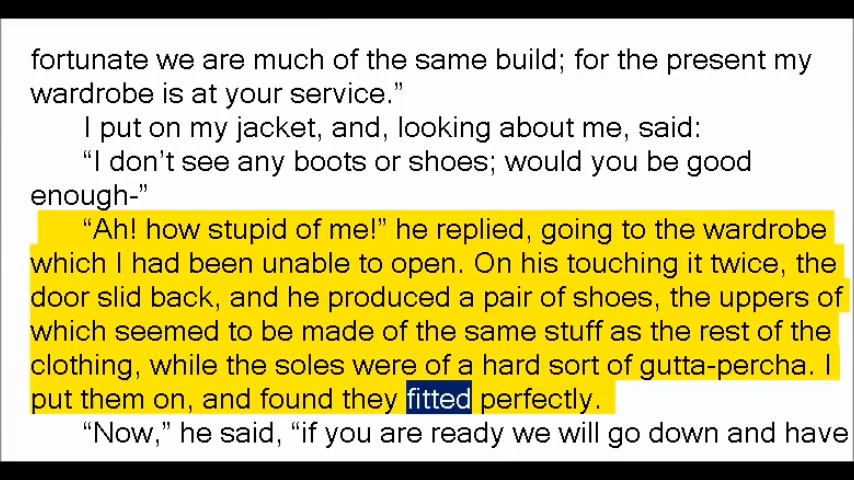 fortunate we are much of the same build; for the present my
wardrobe is at your service.”
I put on my jacket, and, looking about me, said:
“I don’t see any boots or shoes; would you be good
enough-”
“Ah! how stupid of me!” he replied, going to the wardrobe
which I had been unable to open. On his touching it twice, the
door slid back, and he produced a pair of shoes, the uppers of
which seemed to be made of the same stuff as the rest of the
clothing, while the soles were of a hard sort of gutta-percha. I
put them on, and found they fitted perfectly.
“Now,” he said, “if you are ready we will go down and have